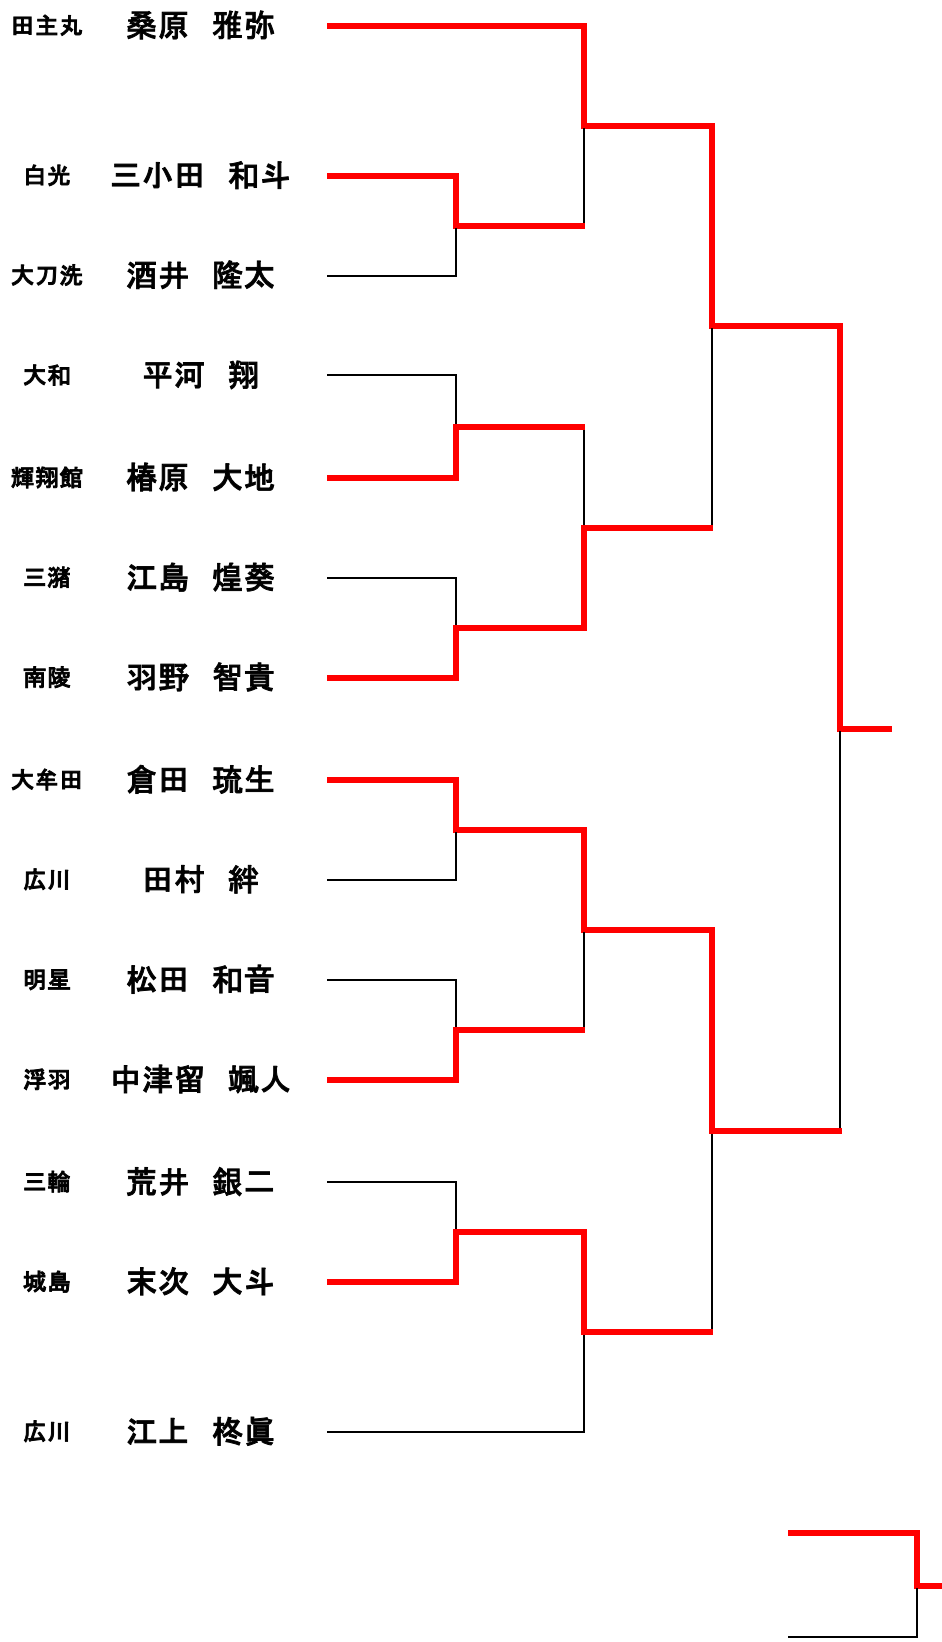 田主丸 桑原 雅弥
白光 三小田 和斗
大刀洗 酒井 隆太
大和 平河 翔
輝翔館 椿原 大地
三潴 江島 煌葵
南陵 羽野 智貴
大牟田 倉田 琉生
広川 田村 絆
明星 松田 和音
浮羽 中津留 颯人
三輪 荒井 銀二
城島 末次 大斗
広川 江上 柊眞